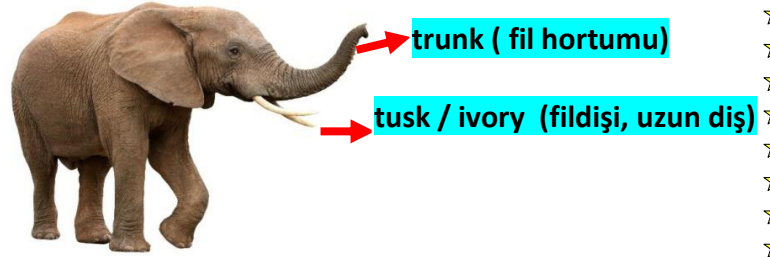 trunk ( fil hortumu)
tusk / ivory (fildişi, uzun diş)